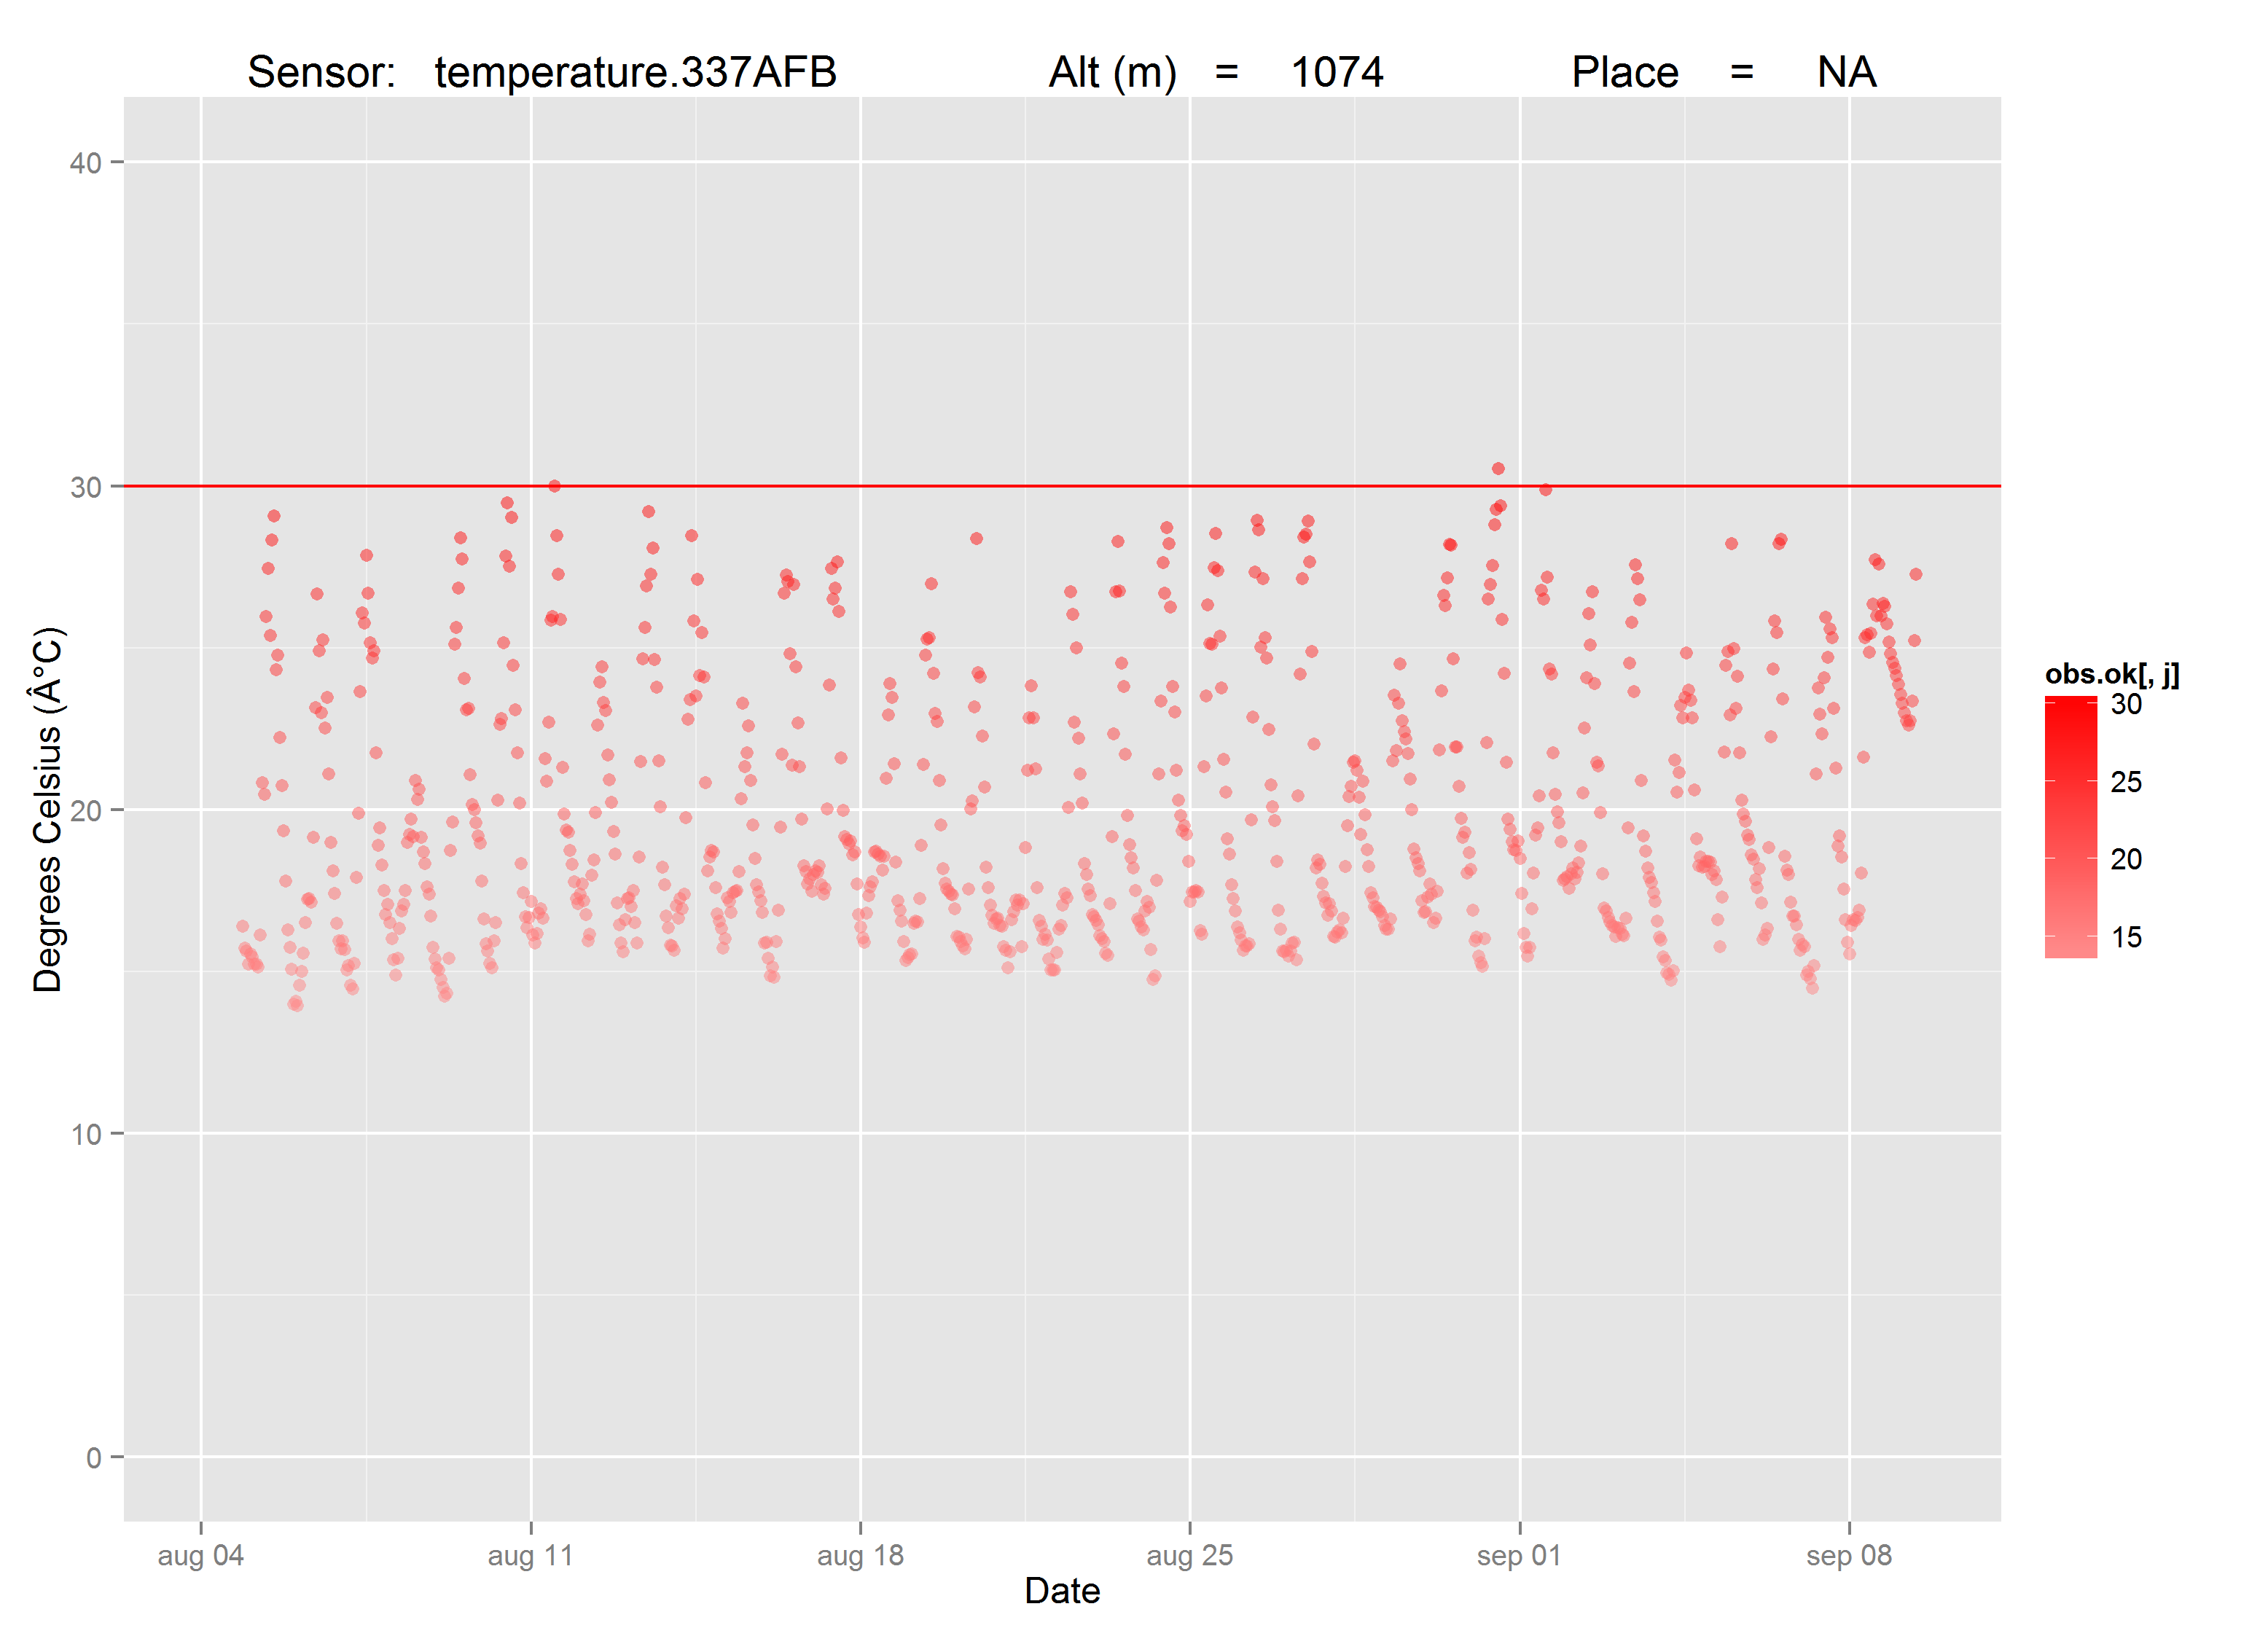 Sensor: temperature.337AFB Alt (m) = 1074 Place = NA
40
30
20
10
0
Degrees Celsius (Â°C)
aug 04 aug 11 aug 18 aug 25 sep 01 sep 08
Date
obs.ok[, j]
30
25
20
15